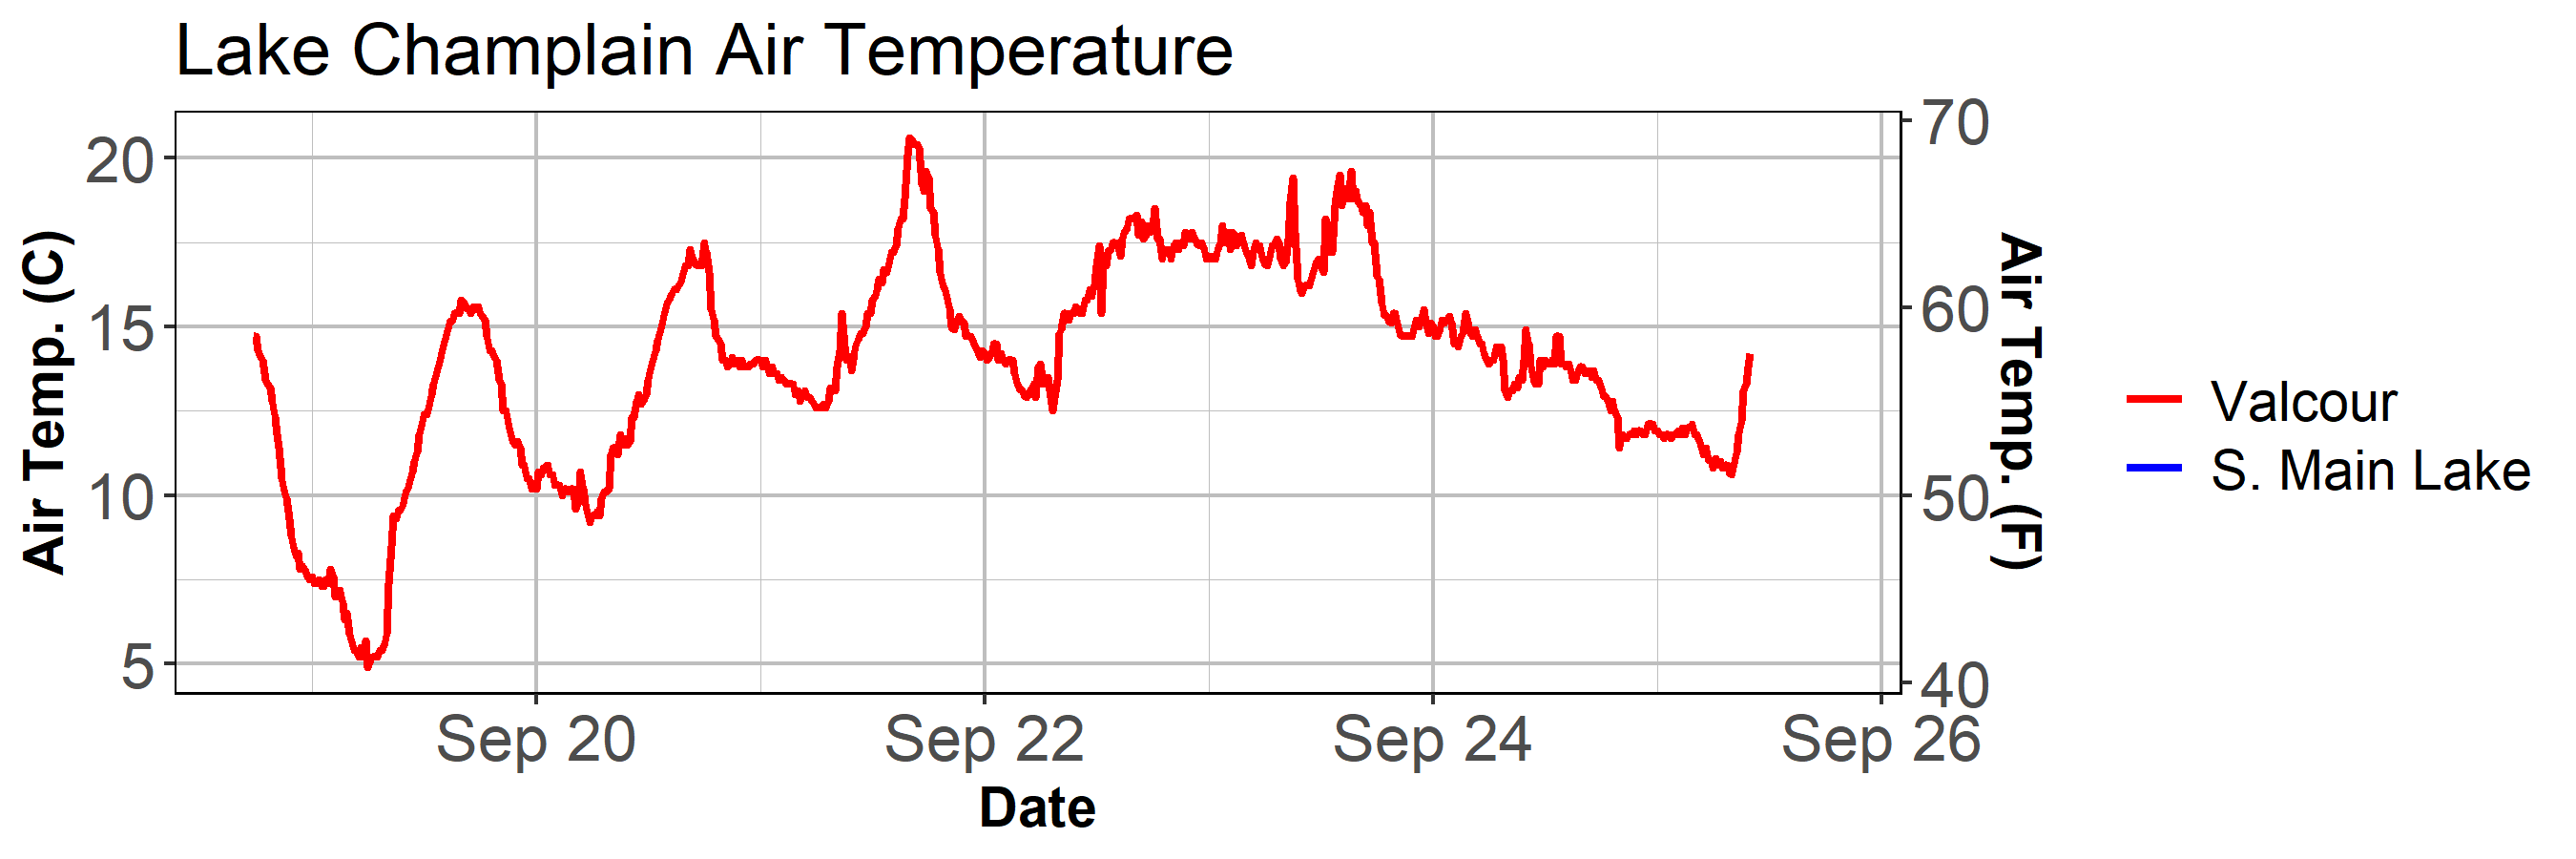 Lake Champlain Air Temperature
Air Temp. (C)
20
15
10
5
70
60
50
40
Air Temp. (F)
Sep 20
Sep 22
Sep 24
Sep 26
Date
Valcour
S. Main Lake